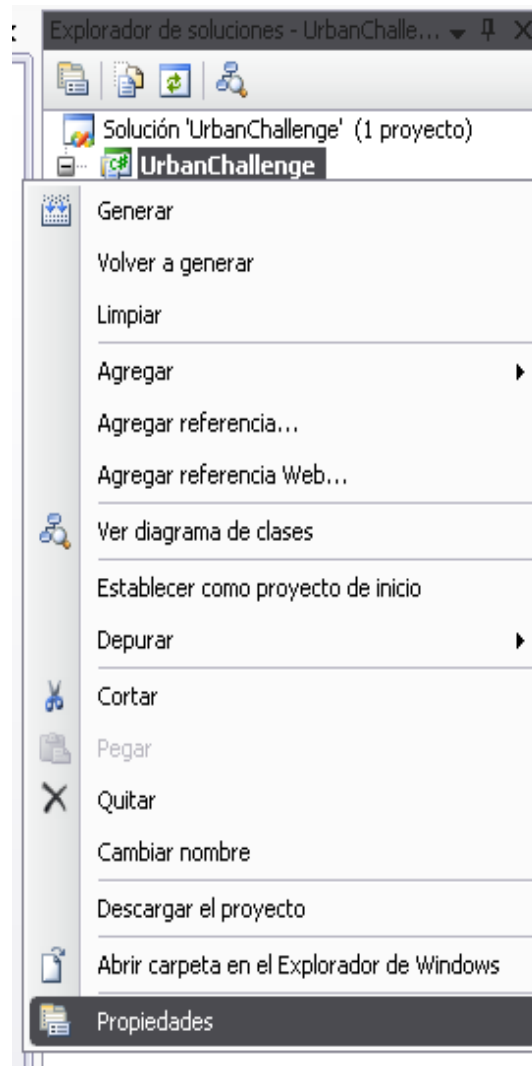 Explorador de soluciones - UrbanChalle...
Solución 'UrbanChallenge' (1 proyecto)
UrbanChallenge
Generar
Volver a generar
Limpiar
Agregar
Agregar referencia...
Agregar referencia Web...
Ver diagrama de clases
Establecer como proyecto de inicio
Depurar
Cortar
Pegar
Quitar
Cambiar nombre
Descargar el proyecto
Abrir carpeta en el Explorador de Windows
Propiedades